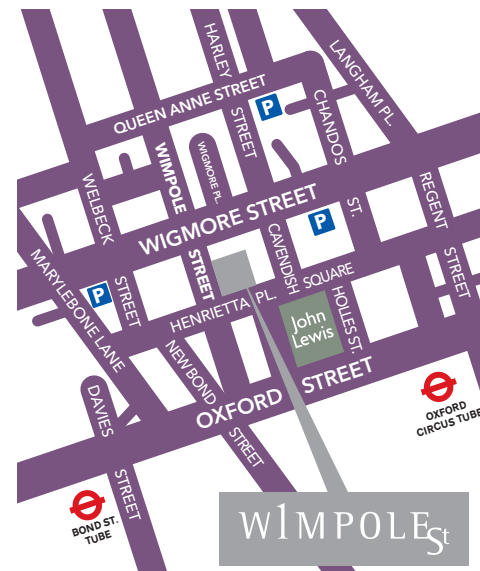 HARLEY
STREET
LANGHAM PL.
QUEEN ANNE STREET
P
CHANDOS
ST.
WIMPOLE
STREET
WIGMORE PL.
WELBECK
STREET
WIGMORE STREET
REGENT
STREET
P
CAVENDISH
SQUARE
MARYLEBONE LANE
P
HENRIETTA PL.
HOLLES ST.
John
Lewis
NEW BOND
STREET
OXFORD STREET
DAVIES
STREET
OXFORD
CIRCUS TUBE
BOND ST.
TUBE
W1MPOLE St